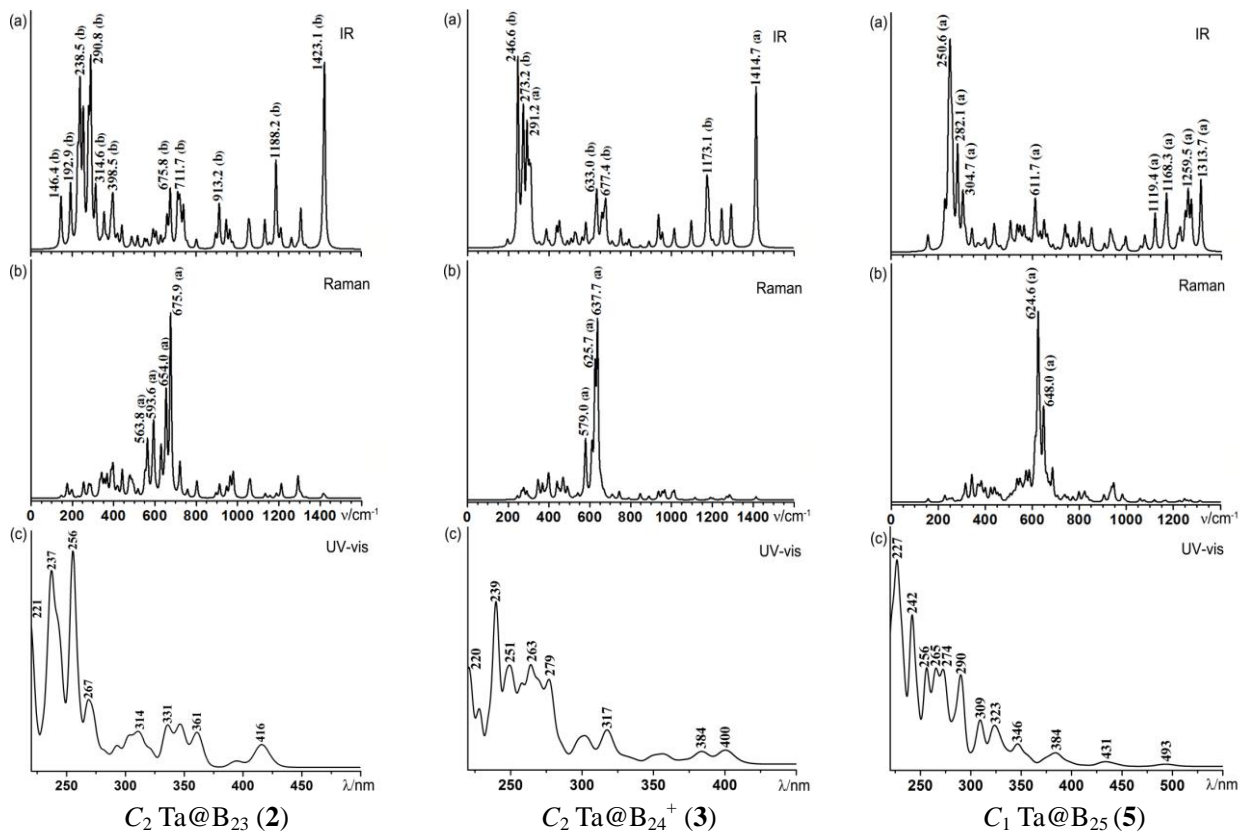 (a)
IR
146.4 (b)
192.9 (b)
238.5 (b)
290.8 (b)
314.6 (b)
398.5 (b)
675.8 (b)
711.7 (b)
913.2 (b)
1188.2 (b)
1423.1 (b)
(b)
Raman
563.8 (a)
593.6 (a)
654.0 (a)
675.9 (a)
0 200 400 600 800 1000 1200 1400
(c)
UV-vis
221
237
256
267
314
331
361
416
250 300 350 400 450 λ/nm
C₂ Ta@B₂₃ (2)
(a)
IR
246.6 (b)
273.2 (b)
291.2 (a)
633.0 (b)
677.4 (b)
1173.1 (b)
1414.7 (a)
(b)
Raman
579.0 (a)
625.7 (a)
637.7 (a)
0 200 400 600 800 1000 1200 1400 ν/cm⁻¹
(c)
UV-vis
220
239
251
263
279
317
384
400
250 300 350 400 λ/nm
C₂ Ta@B₂₄⁺ (3)
(a)
IR
250.6 (a)
282.1 (a)
304.7 (a)
611.7 (a)
1119.4 (a)
1168.3 (a)
1259.5 (a)
1313.7 (a)
(b)
Raman
624.6 (a)
648.0 (a)
0 200 400 600 800 1000 1200 ν/cm⁻¹
(c)
UV-vis
227
242
256
265
274
290
309
323
346
384
431
493
250 300 350 400 450 500 λ/nm
C₁ Ta@B₂₅ (5)